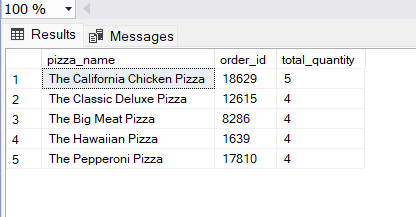 100 %
Results Messages
pizza_name order_id total_quantity
1 The California Chicken Pizza 18629 5
2 The Classic Deluxe Pizza 12615 4
3 The Big Meat Pizza 8286 4
4 The Hawaiian Pizza 1639 4
5 The Pepperoni Pizza 17810 4